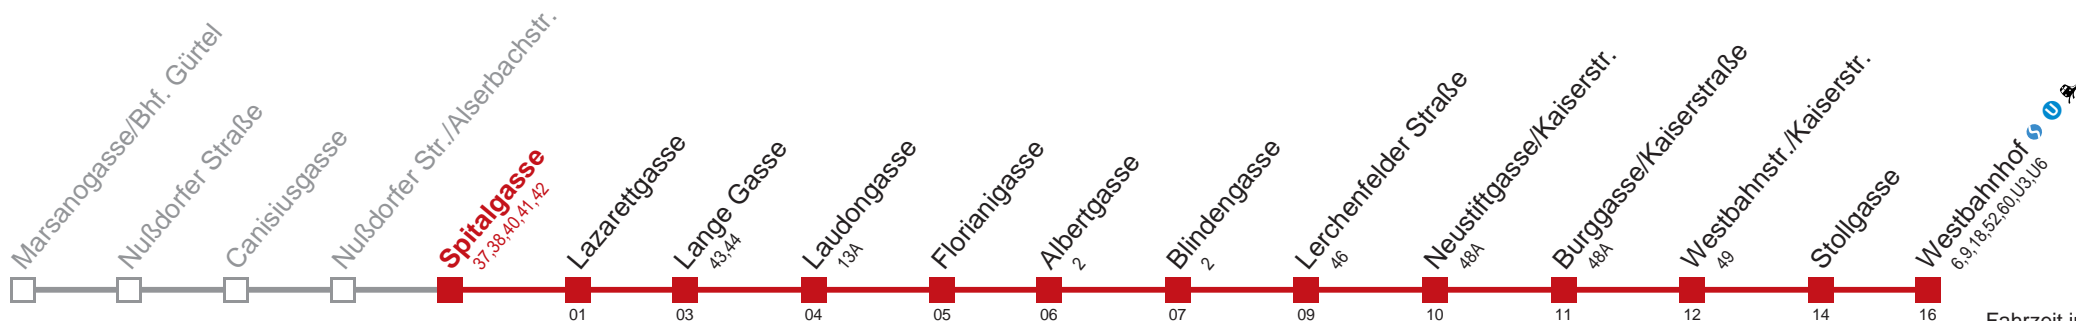 Marsanogasse/Bhf. Gürtel
Nußdorfer Straße
Canisiusgasse
Nußdorfer Str./Alserbachstr.
Spitalgasse
37,38,40,41,42
Lazarettgasse
Lange Gasse
43,44
Laudongasse
13A
Florianigasse
Albertgasse
2
Blindengasse
2
Lerchenfelder Straße
46
Neustiftgasse/Kaiserstr.
48A
Burggasse/Kaiserstraße
48A
Westbahnstr./Kaiserstr.
49
Stollgasse
Westbahnhof S U
6,9,18,52,60,U3,U6
01 03 04 05 06 07 09 10 11 12 14 16
Fahrzeit i